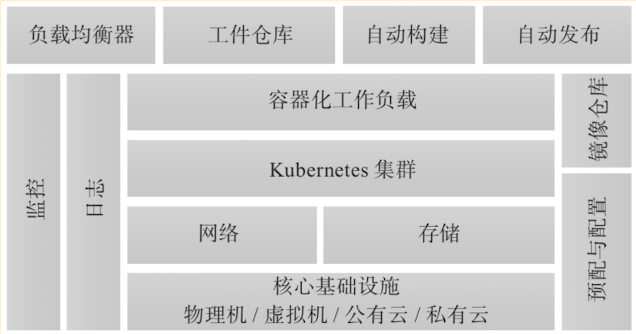 负载均衡器
工件仓库
自动构建
自动发布
监控
日志
容器化工作负载
Kubernetes 集群
网络
存储
核心基础设施
物理机 / 虚拟机 / 公有云 / 私有云
镜像仓库
预配与配置